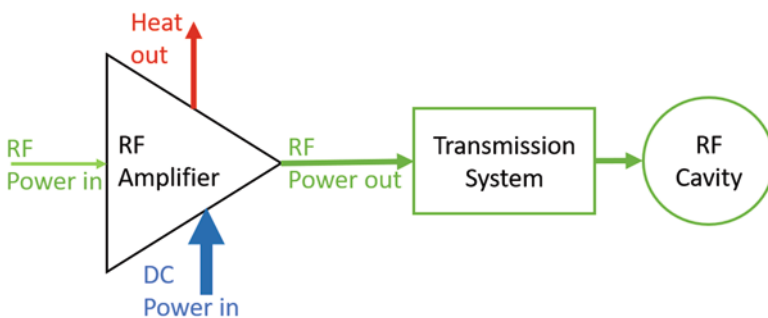 Heat
out
RF
Power in
RF
Amplifier
RF
Power out
DC
Power in
Transmission
System
RF
Cavity